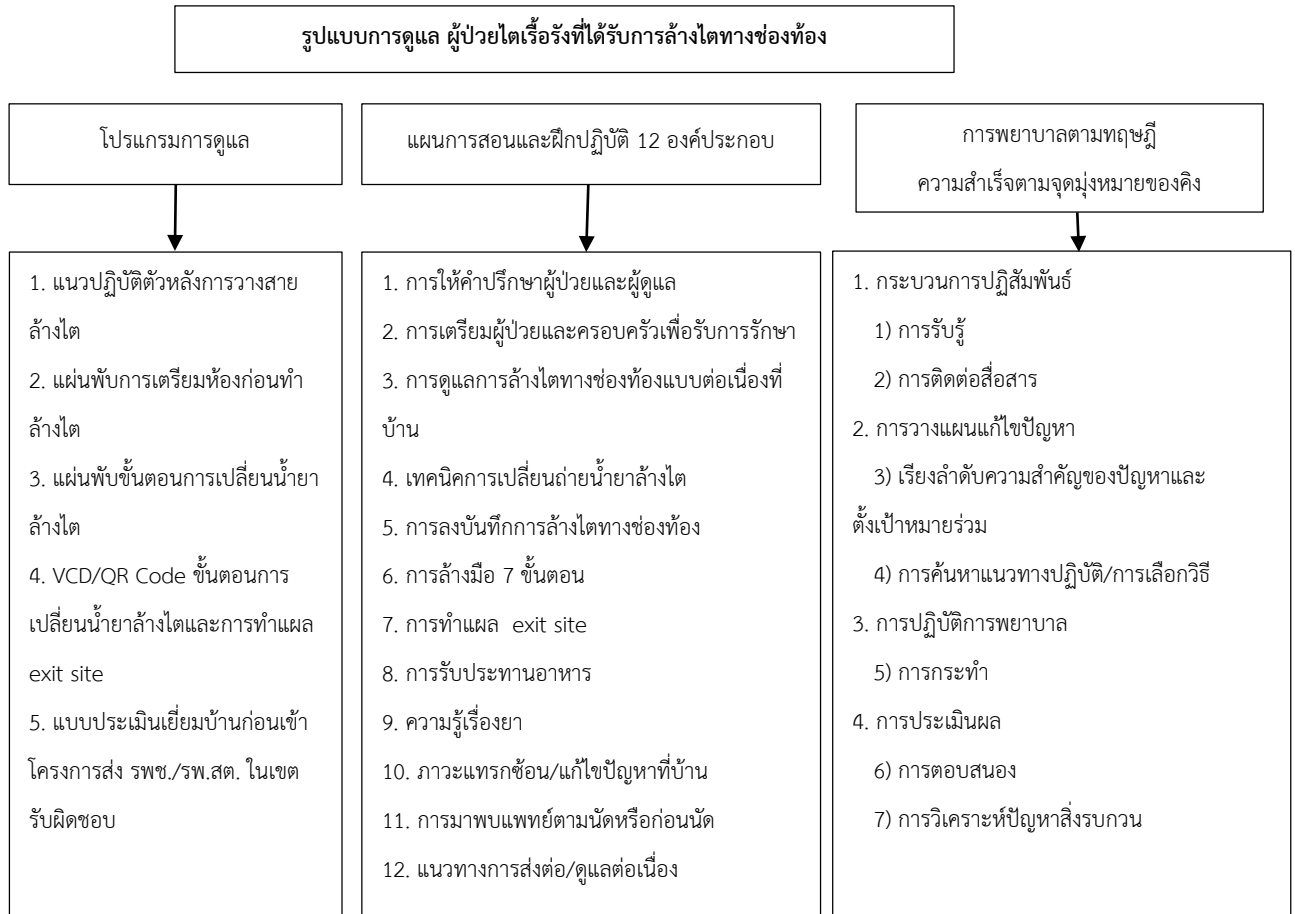 รูปแบบการดูแล ผู้ป่วยไตเรื้อรังที่ได้รับการล้างไตทางช่องท้อง
โปรแกรมการดูแล
1. แนวปฏิบัติตัวหลังการวางสาย
ล้างไต
2. แผ่นพับการเตรียมห้องก่อนทำ
ล้างไต
3. แผ่นพับขั้นตอนการเปลี่ยนน้ำยา
ล้างไต
4. VCD/QR Code ขั้นตอนการ
เปลี่ยนน้ำยาล้างไตและการทำแผล
exit site
5. แบบประเมินเยี่ยมบ้านก่อนเข้า
โครงการส่ง รพช./รพ.สต. ในเขต
รับผิดชอบ
แผนการสอนและฝึกปฏิบัติ 12 องค์ประกอบ
1. การให้คำปรึกษาผู้ป่วยและผู้ดูแล
2. การเตรียมผู้ป่วยและครอบครัวเพื่อรับการรักษา
3. การดูแลการล้างไตทางช่องท้องแบบต่อเนื่องที่
บ้าน
4. เทคนิคการเปลี่ยนถ่ายน้ำยาล้างไต
5. การลงบันทึกการล้างไตทางช่องท้อง
6. การล้างมือ 7 ขั้นตอน
7. การทำแผล exit site
8. การรับประทานอาหาร
9. ความรู้เรื่องยา
10. ภาวะแทรกซ้อน/แก้ไขปัญหาที่บ้าน
11. การมาพบแพทย์ตามนัดหรือก่อนนัด
12. แนวทางการส่งต่อ/ดูแลต่อเนื่อง
การพยาบาลตามทฤษฎี
ความสำเร็จตามจุดมุ่งหมายของคิง
1. กระบวนการปฏิสัมพันธ์
1) การรับรู้
2) การติดต่อสื่อสาร
2. การวางแผนแก้ไขปัญหา
3) เรียงลำดับความสำคัญของปัญหาและ
ตั้งเป้าหมายร่วม
4) การค้นหาแนวทางปฏิบัติ/การเลือกวิธี
3. การปฏิบัติการพยาบาล
5) การกระทำ
4. การประเมินผล
6) การตอบสนอง
7) การวิเคราะห์ปัญหาสิ่งรบกวน